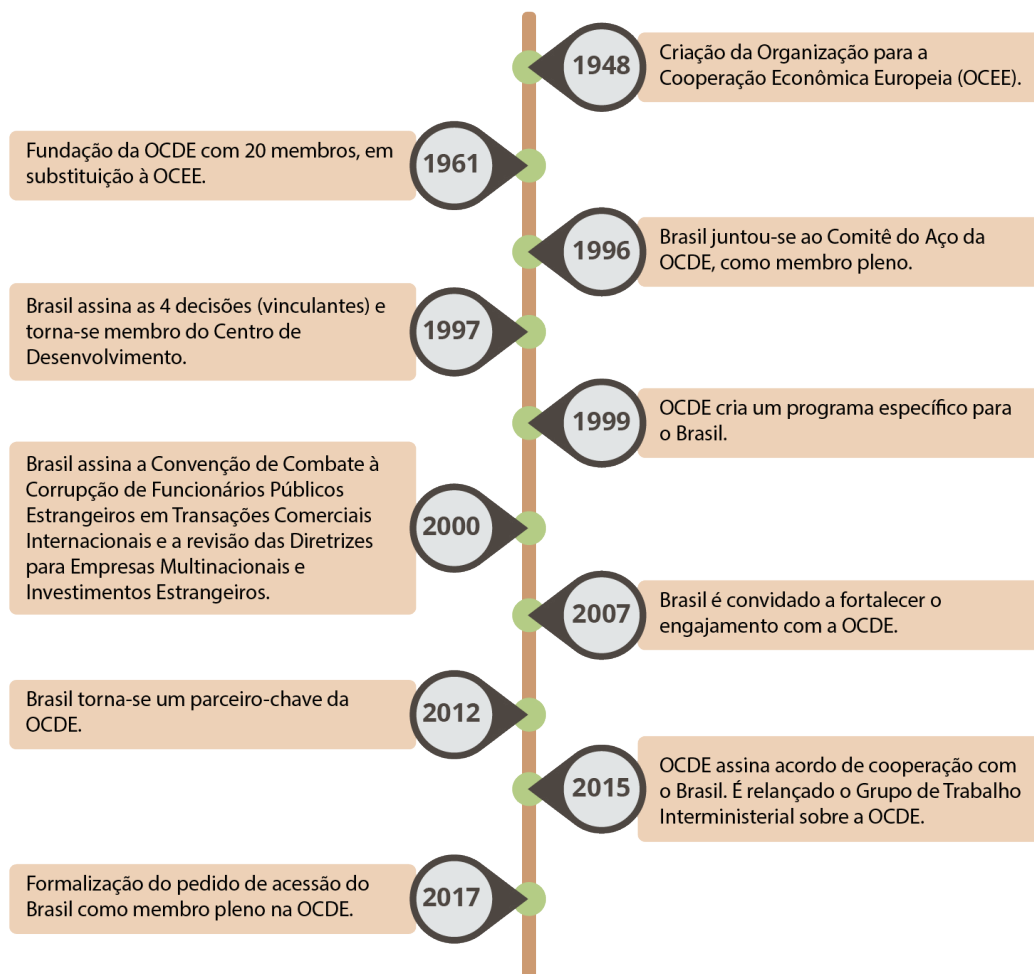 1948
Criação da Organização para a
Cooperação Econômica Europeia (OCEE).
1961
Fundação da OCDE com 20 membros, em
substituição à OCEE.
1996
Brasil juntou-se ao Comitê do Aço da
OCDE, como membro pleno.
1997
Brasil assina as 4 decisões (vinculantes) e
torna-se membro do Centro de
Desenvolvimento.
1999
OCDE cria um programa específico para
o Brasil.
2000
Brasil assina a Convenção de Combate à
Corrupção de Funcionários Públicos
Estrangeiros em Transações Comerciais
Internacionais e a revisão das Diretrizes
para Empresas Multinacionais e
Investimentos Estrangeiros.
2007
Brasil é convidado a fortalecer o
engajamento com a OCDE.
2012
Brasil torna-se um parceiro-chave da
OCDE.
2015
OCDE assina acordo de cooperação com
o Brasil. É relançado o Grupo de Trabalho
Interministerial sobre a OCDE.
2017
Formalização do pedido de acessão do
Brasil como membro pleno na OCDE.